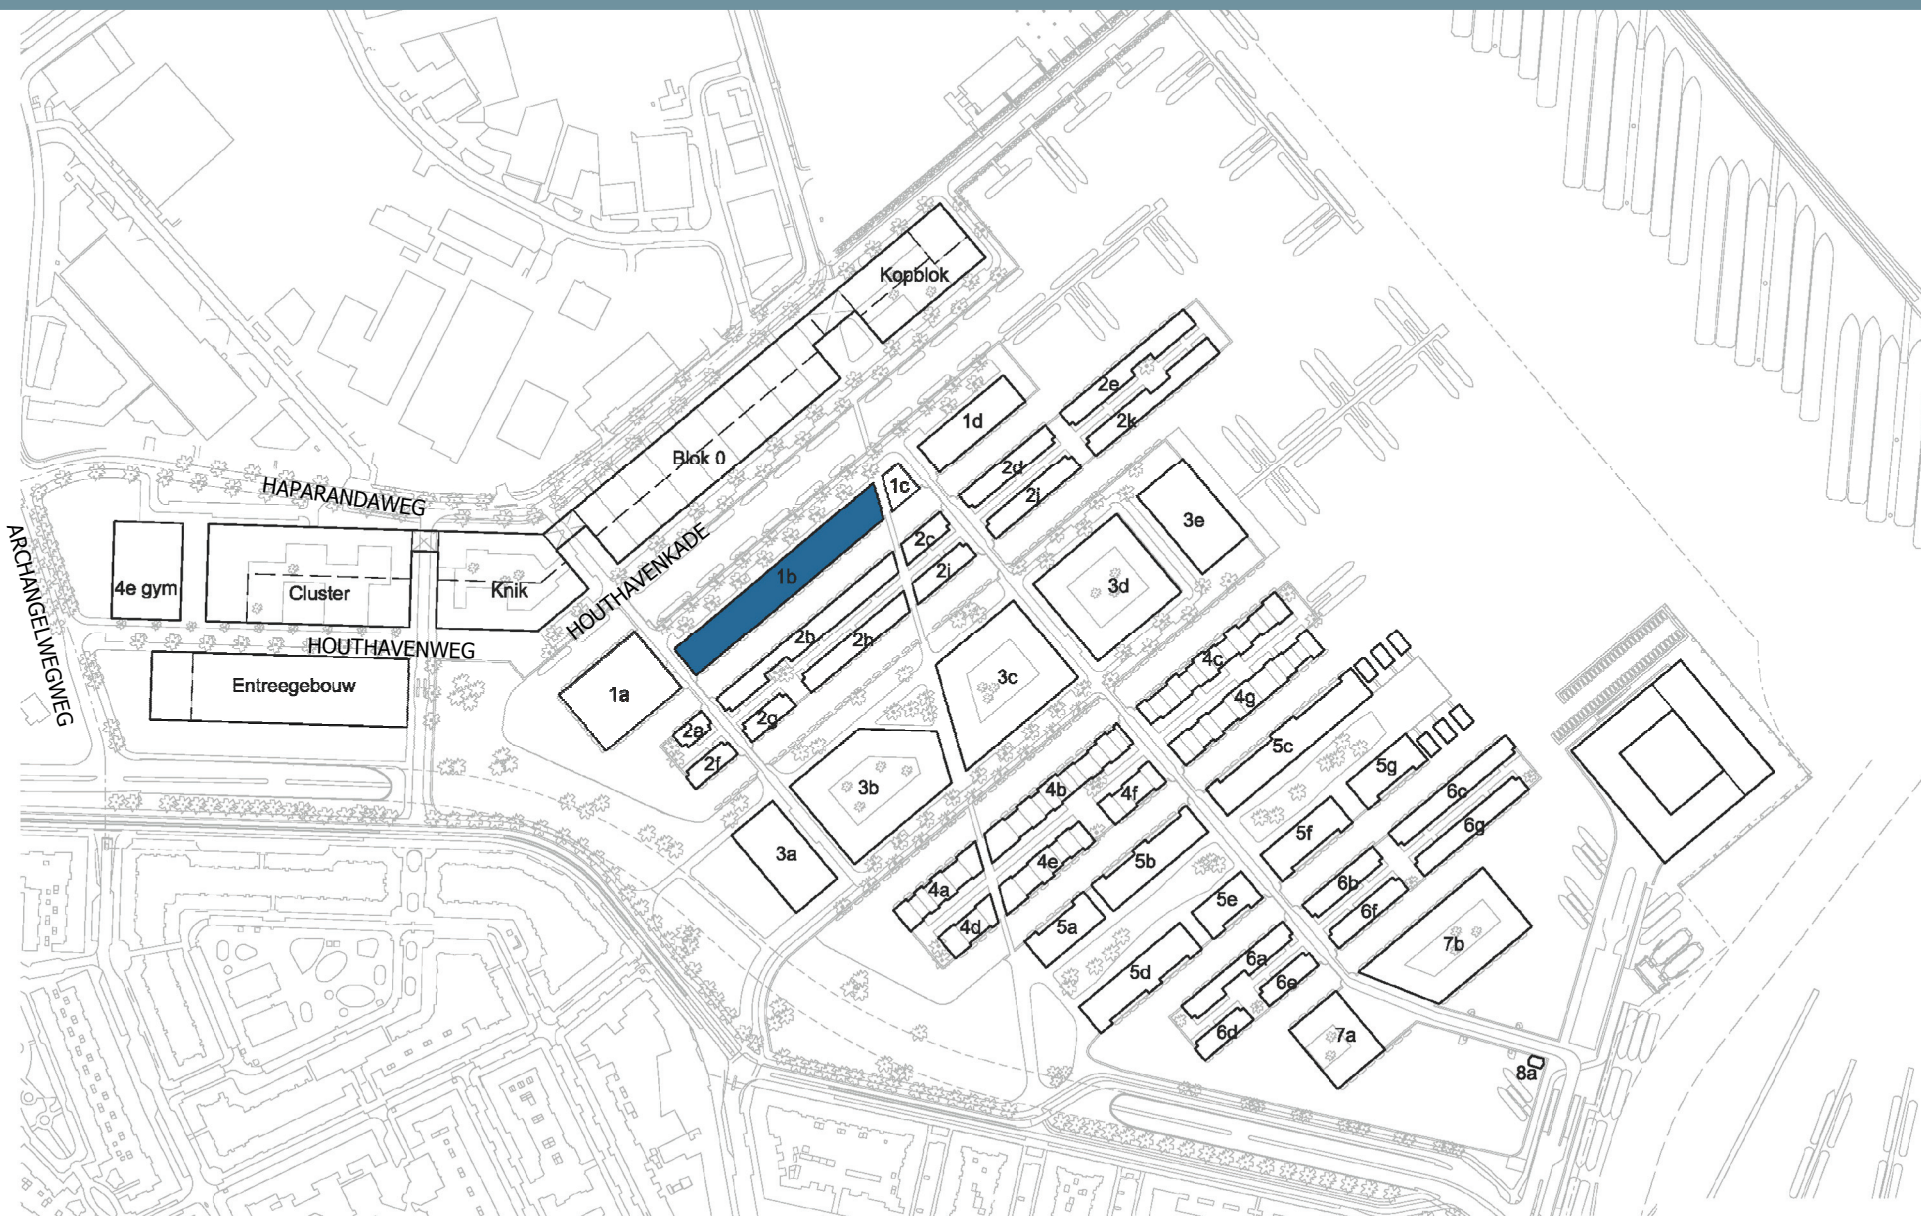 Kopblok
2e
2k
1d
Blok 0
2d
2j
1c
HAPARANDAWEG
3e
2c
2i
HOUTHAVENKADE
1b
3d
ARCHANGELWEGWEG
4e gym
Cluster
Knik
2b
2h
HOUTHAVENWEG
4c
3c
Entreegebouw
1a
4g
2g
2a
2f
5c
5g
3b
4b
4f
6c
6g
5f
3a
4e
5b
4a
6b
5e
6f
4d
5a
7b
6a
5d
6e
6d
7a
8a